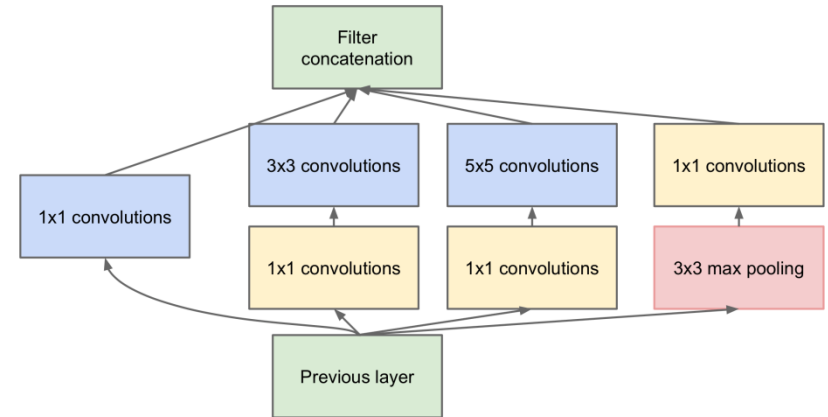 Filter
concatenation
3x3 convolutions
5x5 convolutions
1x1 convolutions
1x1 convolutions
1x1 convolutions
1x1 convolutions
3x3 max pooling
Previous layer